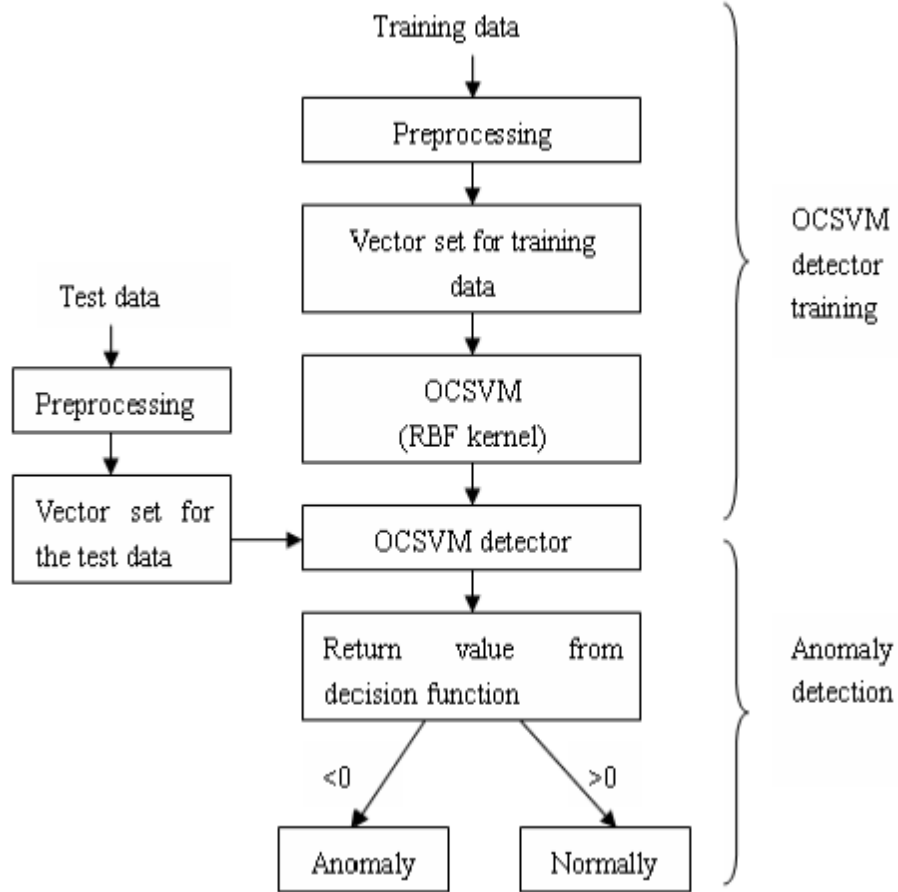 Training data
Preprocessing
Vector set for training
data
OCSVM
detector
training
Test data
Preprocessing
OCSVM
(RBF kernel)
Vector set for
the test data
OCSVM detector
Return value from
decision function
Anomaly
detection
<0
>0
Anomaly
Normally